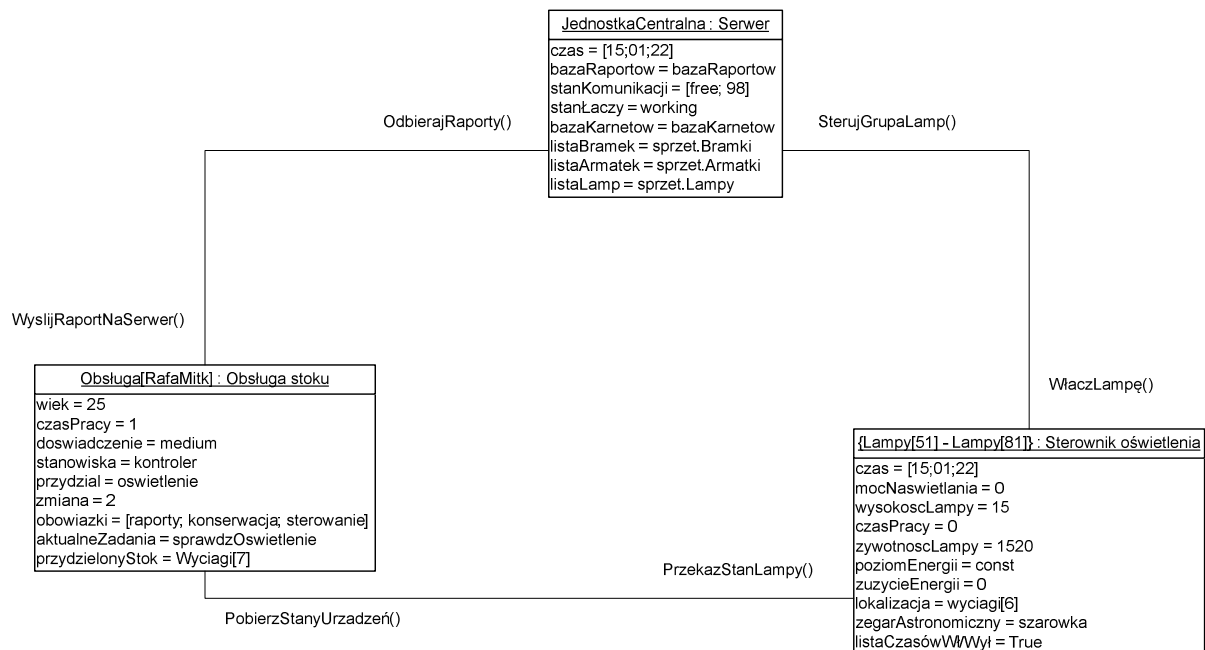 JednostkaCentralna : Serwer
czas = [15;01;22]
bazaRaportow = bazaRaportow
stanKomunikacji = [free; 98]
stanŁaczy = working
bazaKarnetow = bazaKarnetow
listaBramek = sprzet.Bramki
listaArmatek = sprzet.Armatki
listaLamp = sprzet.Lampy
OdbierajRaporty()
SterujGrupaLamp()
WyslijRaportNaSerwer()
WłaczLampę()
Obsługa[RafaMitk] : Obsługa stoku
wiek = 25
czasPracy = 1
doswiadczenie = medium
stanowiska = kontroler
przydzial = oswietlenie
zmiana = 2
obowiazki = [raporty; konserwacja; sterowanie]
aktualneZadania = sprawdzOswietlenie
przydzielonyStok = Wyciagi[7]
{Lampy[51] - Lampy[81]} : Sterownik oświetlenia
czas = [15;01;22]
mocNaswietlania = 0
wysokoscLampy = 15
czasPracy = 0
zywotnoscLampy = 1520
poziomEnergii = const
zuzycieEnergii = 0
lokalizacja = wyciagi[6]
zegarAstronomiczny = szarowka
listaCzasówWł/Wył = True
PrzekazStanLampy()
PobierzStanyUrzadzeń()